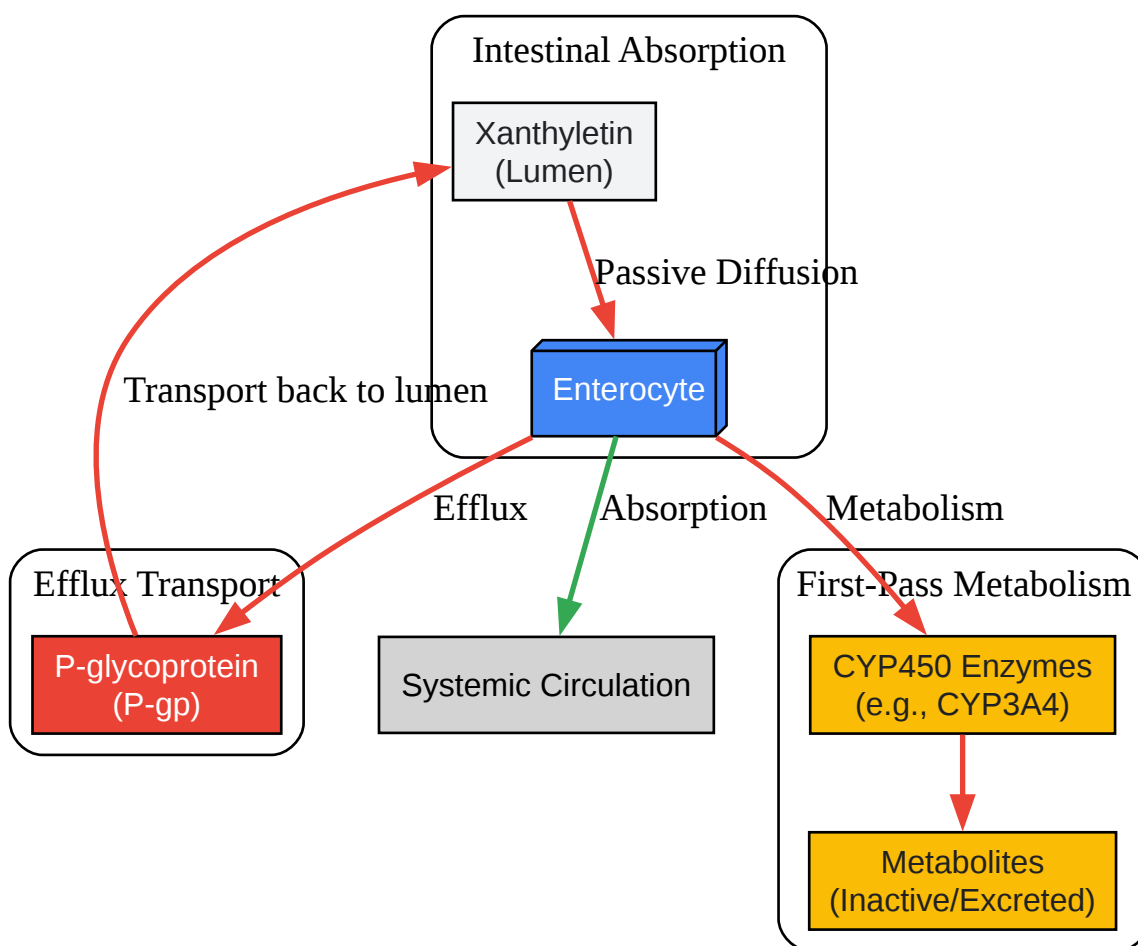 Intestinal Absorption
Xanthyletin
(Lumen)
Passive Diffusion
Transport back to lumen
Enterocyte
Efflux
Absorption
Metabolism
Efflux Transport
First-Pass Metabolism
P-glycoprotein
(P-gp)
Systemic Circulation
CYP450 Enzymes
(e.g., CYP3A4)
Metabolites
(Inactive/Excreted)